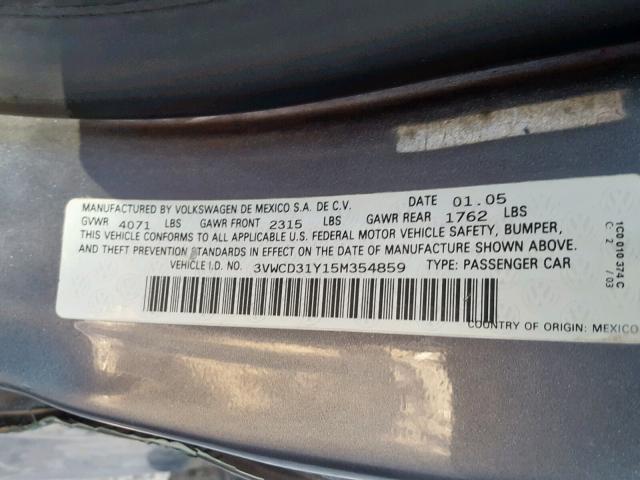 MANUFACTURED BY VOLKSWAGEN DE MEXICO S.A. DE C.V. DATE 01.05
GVWR 4071 LBS GAWR FRONT 2315 LBS GAWR REAR 1762 LBS
THIS VEHICLE CONFORMS TO ALL APPLICABLE U.S. FEDERAL MOTOR VEHICLE SAFETY, BUMPER,
AND THEFT PREVENTION STANDARDS IN EFFECT ON THE DATE OF MANUFACTURE SHOWN ABOVE.
VEHICLE I.D. NO. 3VWCD31Y15M354859 TYPE: PASSENGER CAR
COUNTRY OF ORIGIN: MEXICO
1C0 010 374 C
C 2 / 03